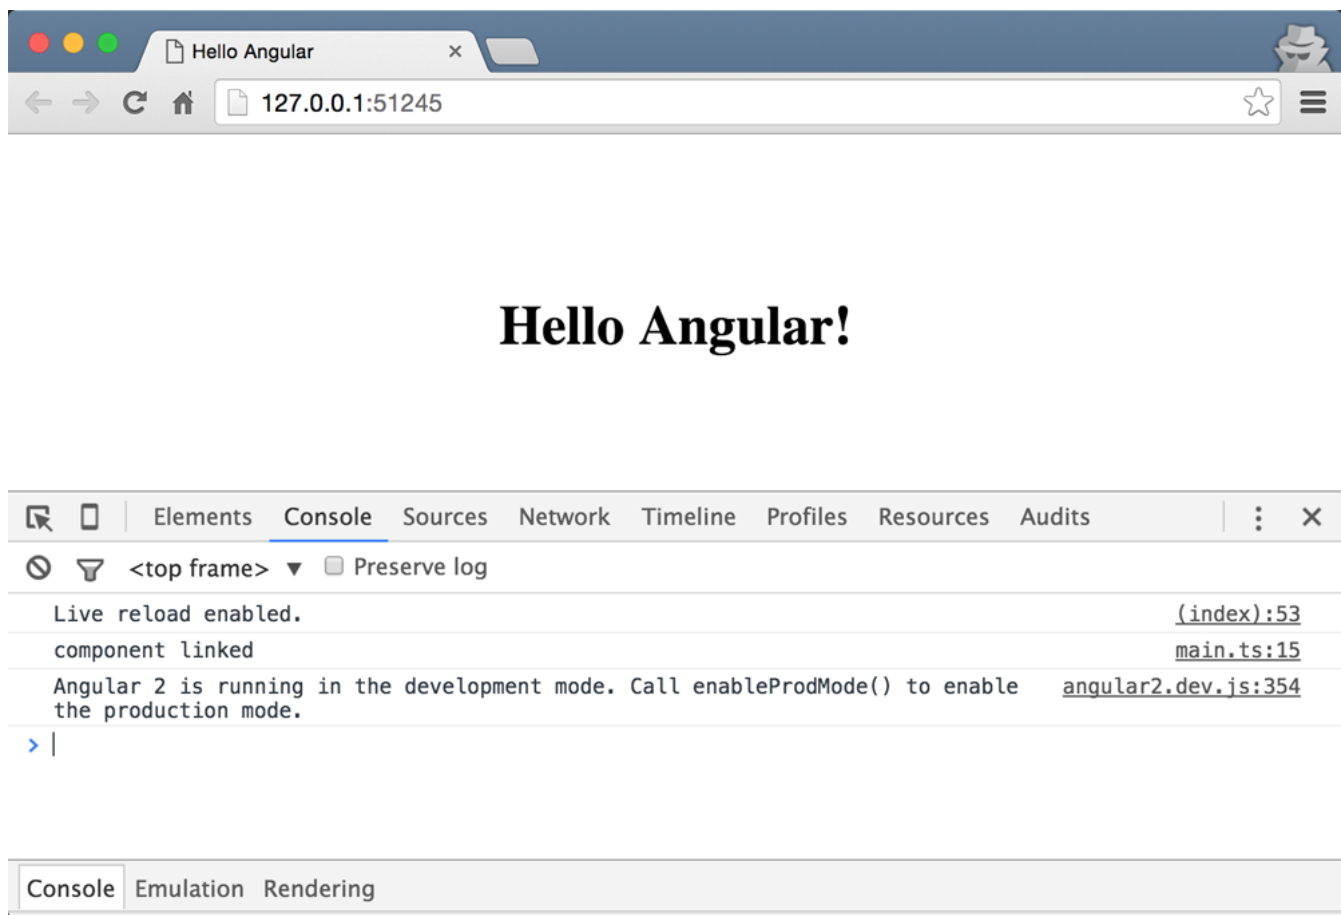 Hello Angular
127.0.0.1:51245
Hello Angular!
Elements Console Sources Network Timeline Profiles Resources Audits
<top frame> ▼ Preserve log
Live reload enabled. (index):53
component linked main.ts:15
Angular 2 is running in the development mode. Call enableProdMode() to enable angular2.dev.js:354
the production mode.
>
Console Emulation Rendering